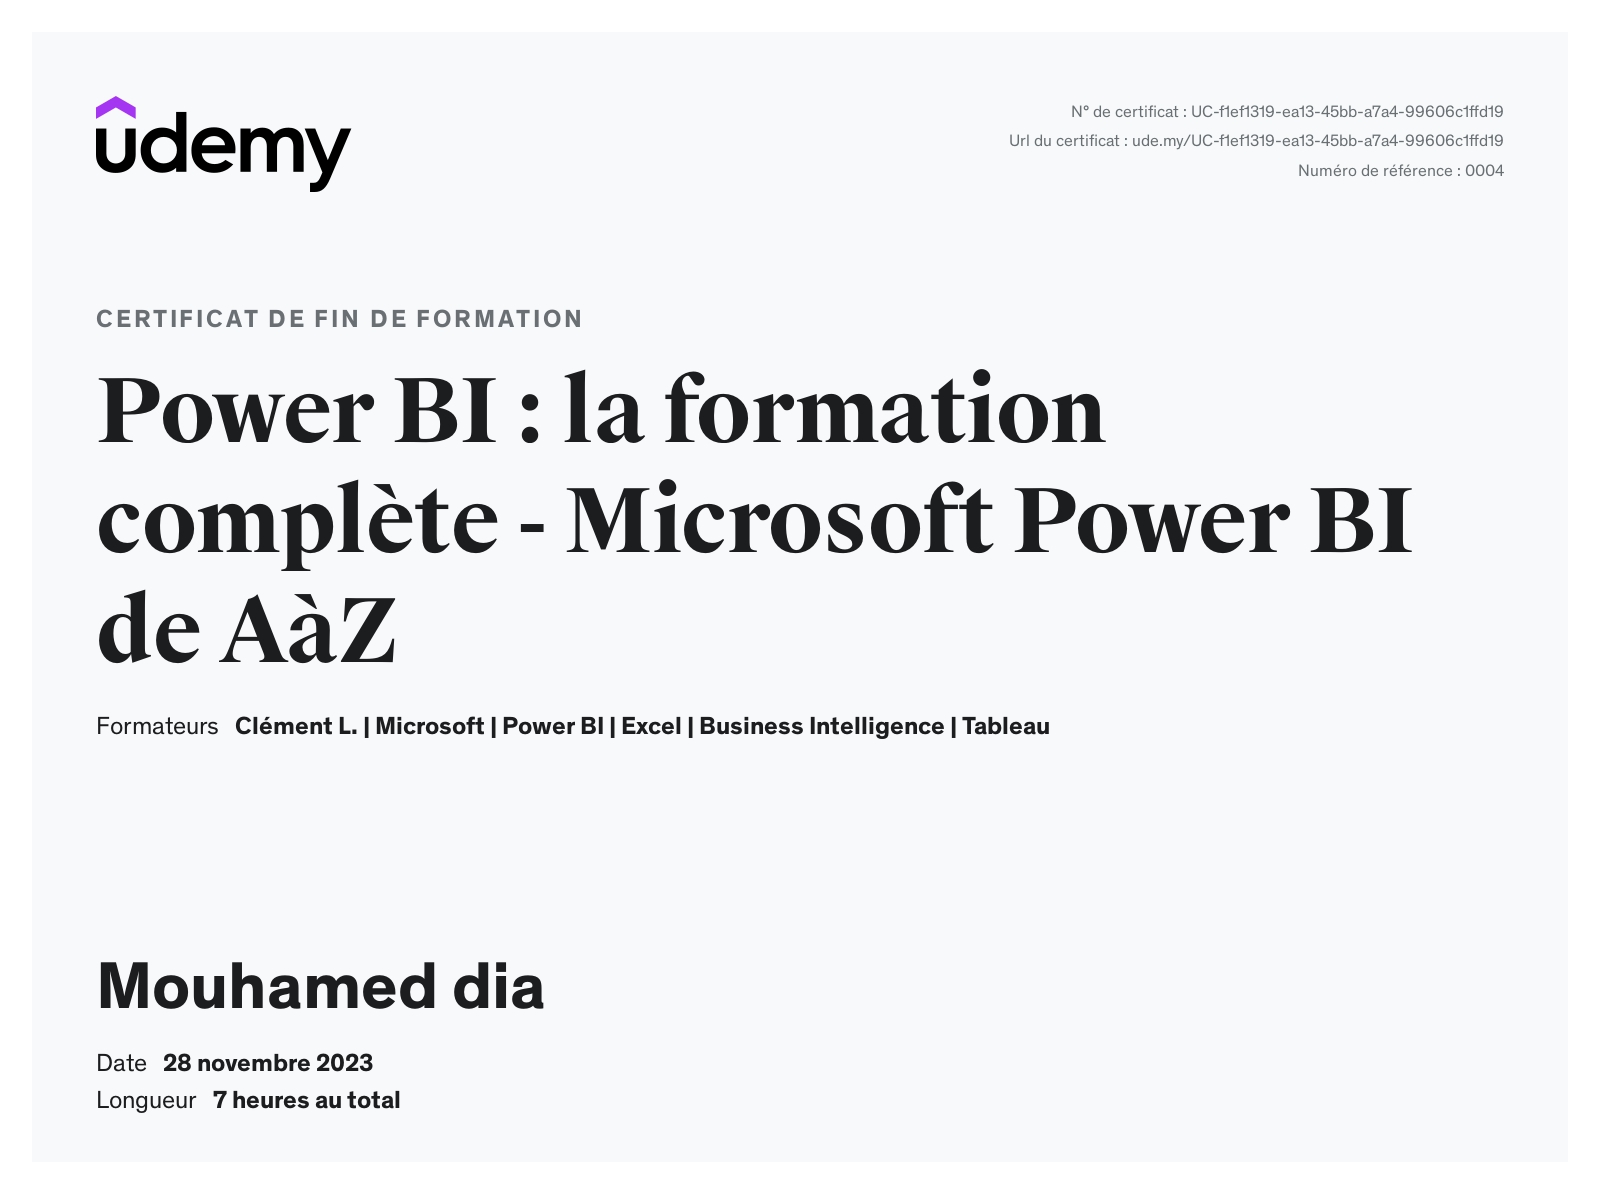 udemy
N° de certificat : UC-f1ef1319-ea13-45bb-a7a4-99606c1ffd19
Url du certificat : ude.my/UC-f1ef1319-ea13-45bb-a7a4-99606c1ffd19
Numéro de référence : 0004
CERTIFICAT DE FIN DE FORMATION
Power BI : la formation
complète - Microsoft Power BI
de AàZ
Formateurs Clément L. | Microsoft | Power BI | Excel | Business Intelligence | Tableau
Mouhamed dia
Date 28 novembre 2023
Longueur 7 heures au total